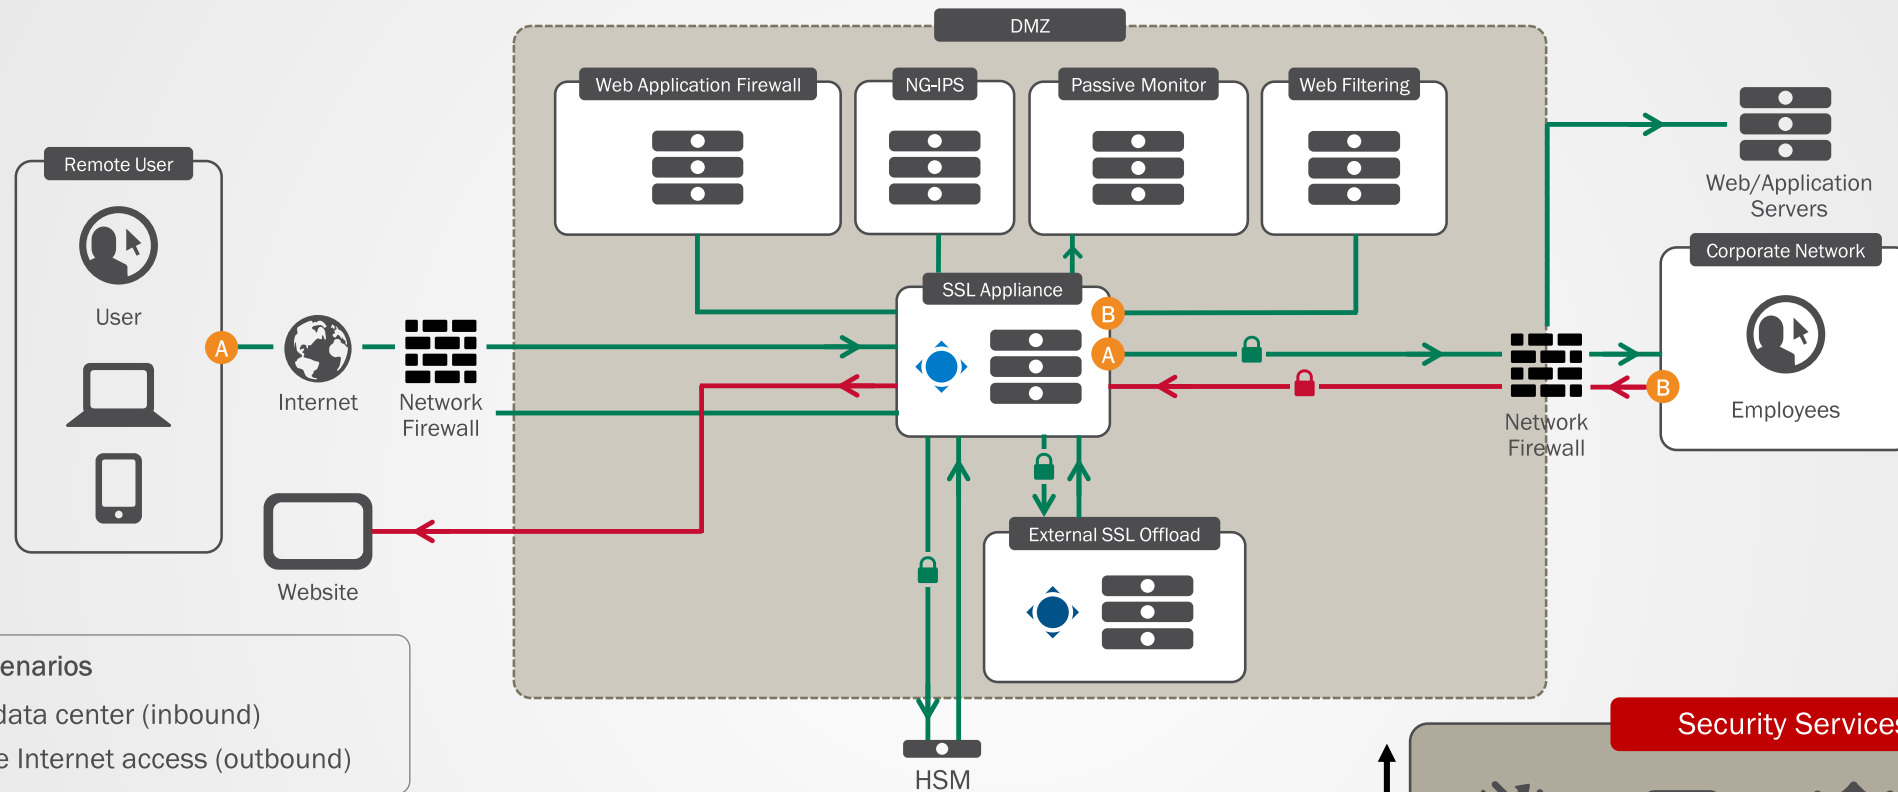 DMZ
Web Application Firewall
NG-IPS
Passive Monitor
Web Filtering
Remote User
User
A
Internet
Network
Firewall
Website
SSL Appliance
B
A
External SSL Offload
HSM
Network
Firewall
Web/Application
Servers
Corporate Network
B
Employees
enarios
data center (inbound)
e Internet access (outbound)
Security Services